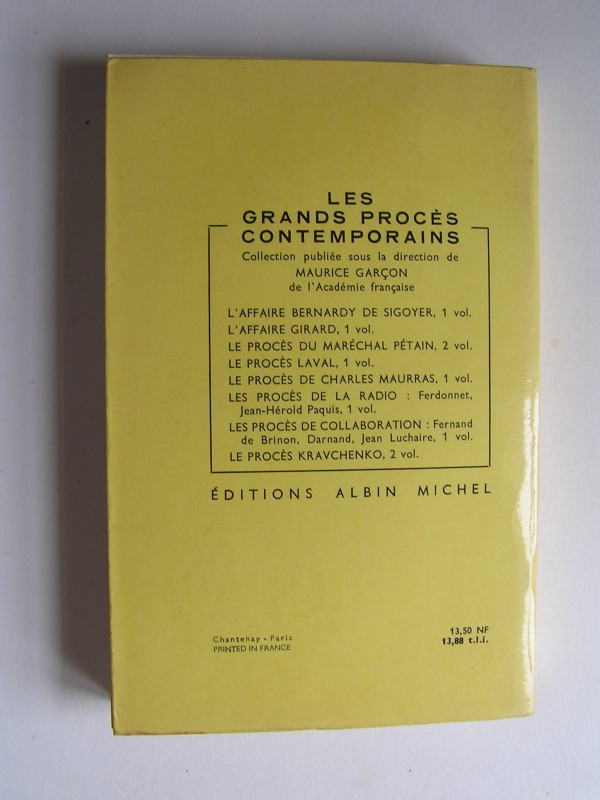 LES
GRANDS PROCÈS
CONTEMPORAINS
Collection publiée sous la direction de
MAURICE GARÇON
de l'Académie française
L'AFFAIRE BERNARDY DE SIGOYER, 1 vol.
L'AFFAIRE GIRARD, 1 vol.
LE PROCÈS DU MARÉCHAL PÉTAIN, 2 vol.
LE PROCÈS LAVAL, 1 vol.
LE PROCÈS DE CHARLES MAURRAS, 1 vol.
LES PROCÈS DE LA RADIO : Ferdonnet,
Jean-Hérold Paquis, 1 vol.
LES PROCÈS DE COLLABORATION : Fernand
de Brinon, Darnand, Jean Luchaire, 1 vol.
LE PROCÈS KRAVCHENKO, 2 vol.
ÉDITIONS ALBIN MICHEL
Chantenay - Paris
PRINTED IN FRANCE
13,50 NF
13,88 t.l.i.